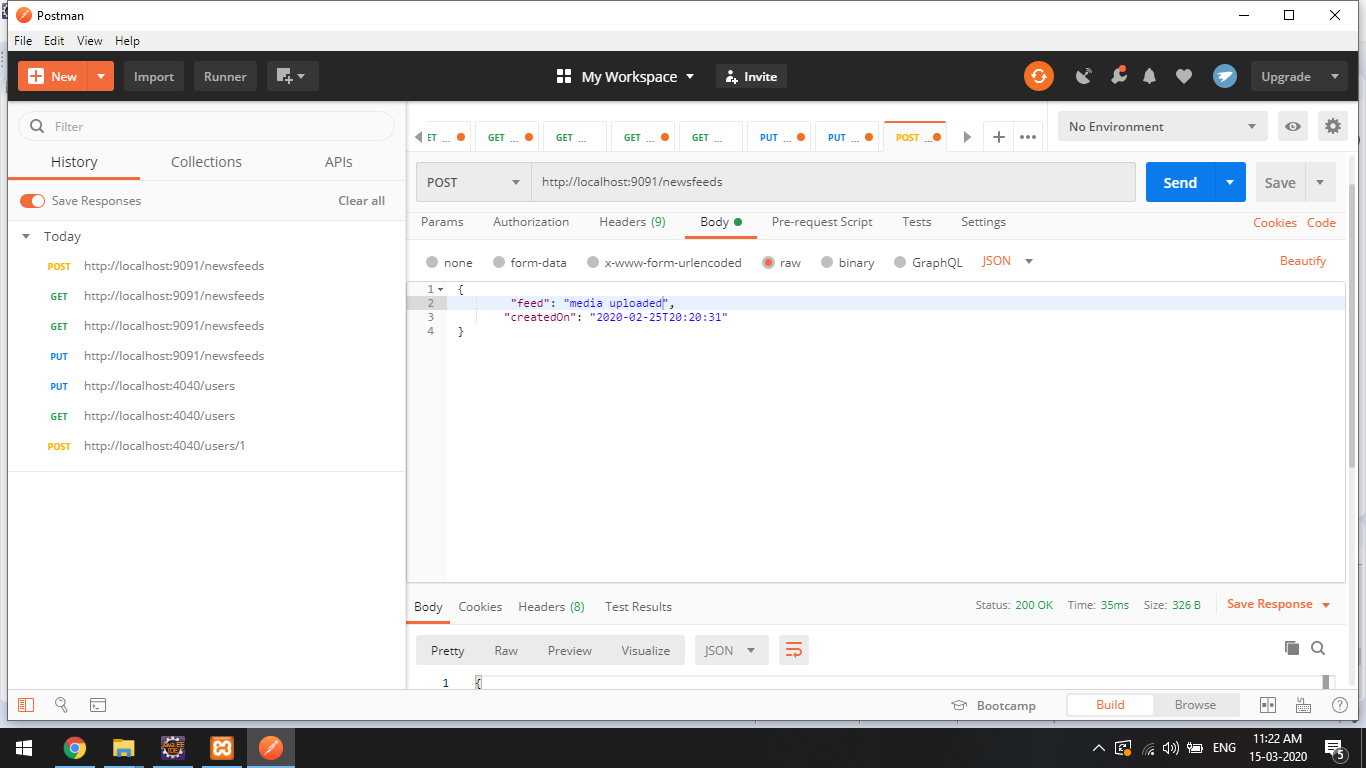 Postman
File Edit View Help
New Import Runner My Workspace Invite Upgrade
Filter
History Collections APIs
Save Responses Clear all
Today
POST http://localhost:9091/newsfeeds
GET http://localhost:9091/newsfeeds
GET http://localhost:9091/newsfeeds
PUT http://localhost:9091/newsfeeds
PUT http://localhost:4040/users
GET http://localhost:4040/users
POST http://localhost:4040/users/1
ET ... GET ... GET ... GET ... GET ... PUT ... PUT ... POST ...
No Environment
POST http://localhost:9091/newsfeeds Send Save
Params Authorization Headers (9) Body Pre-request Script Tests Settings Cookies Code
none form-data x-www-form-urlencoded raw binary GraphQL JSON Beautify
1 {
2 "feed": "media uploaded",
3 "createdOn": "2020-02-25T20:20:31"
4 }
Body Cookies Headers (8) Test Results Status: 200 OK Time: 35ms Size: 326 B Save Response
Pretty Raw Preview Visualize JSON
1 {
Bootcamp Build Browse
ENG 11:22 AM
15-03-2020
5